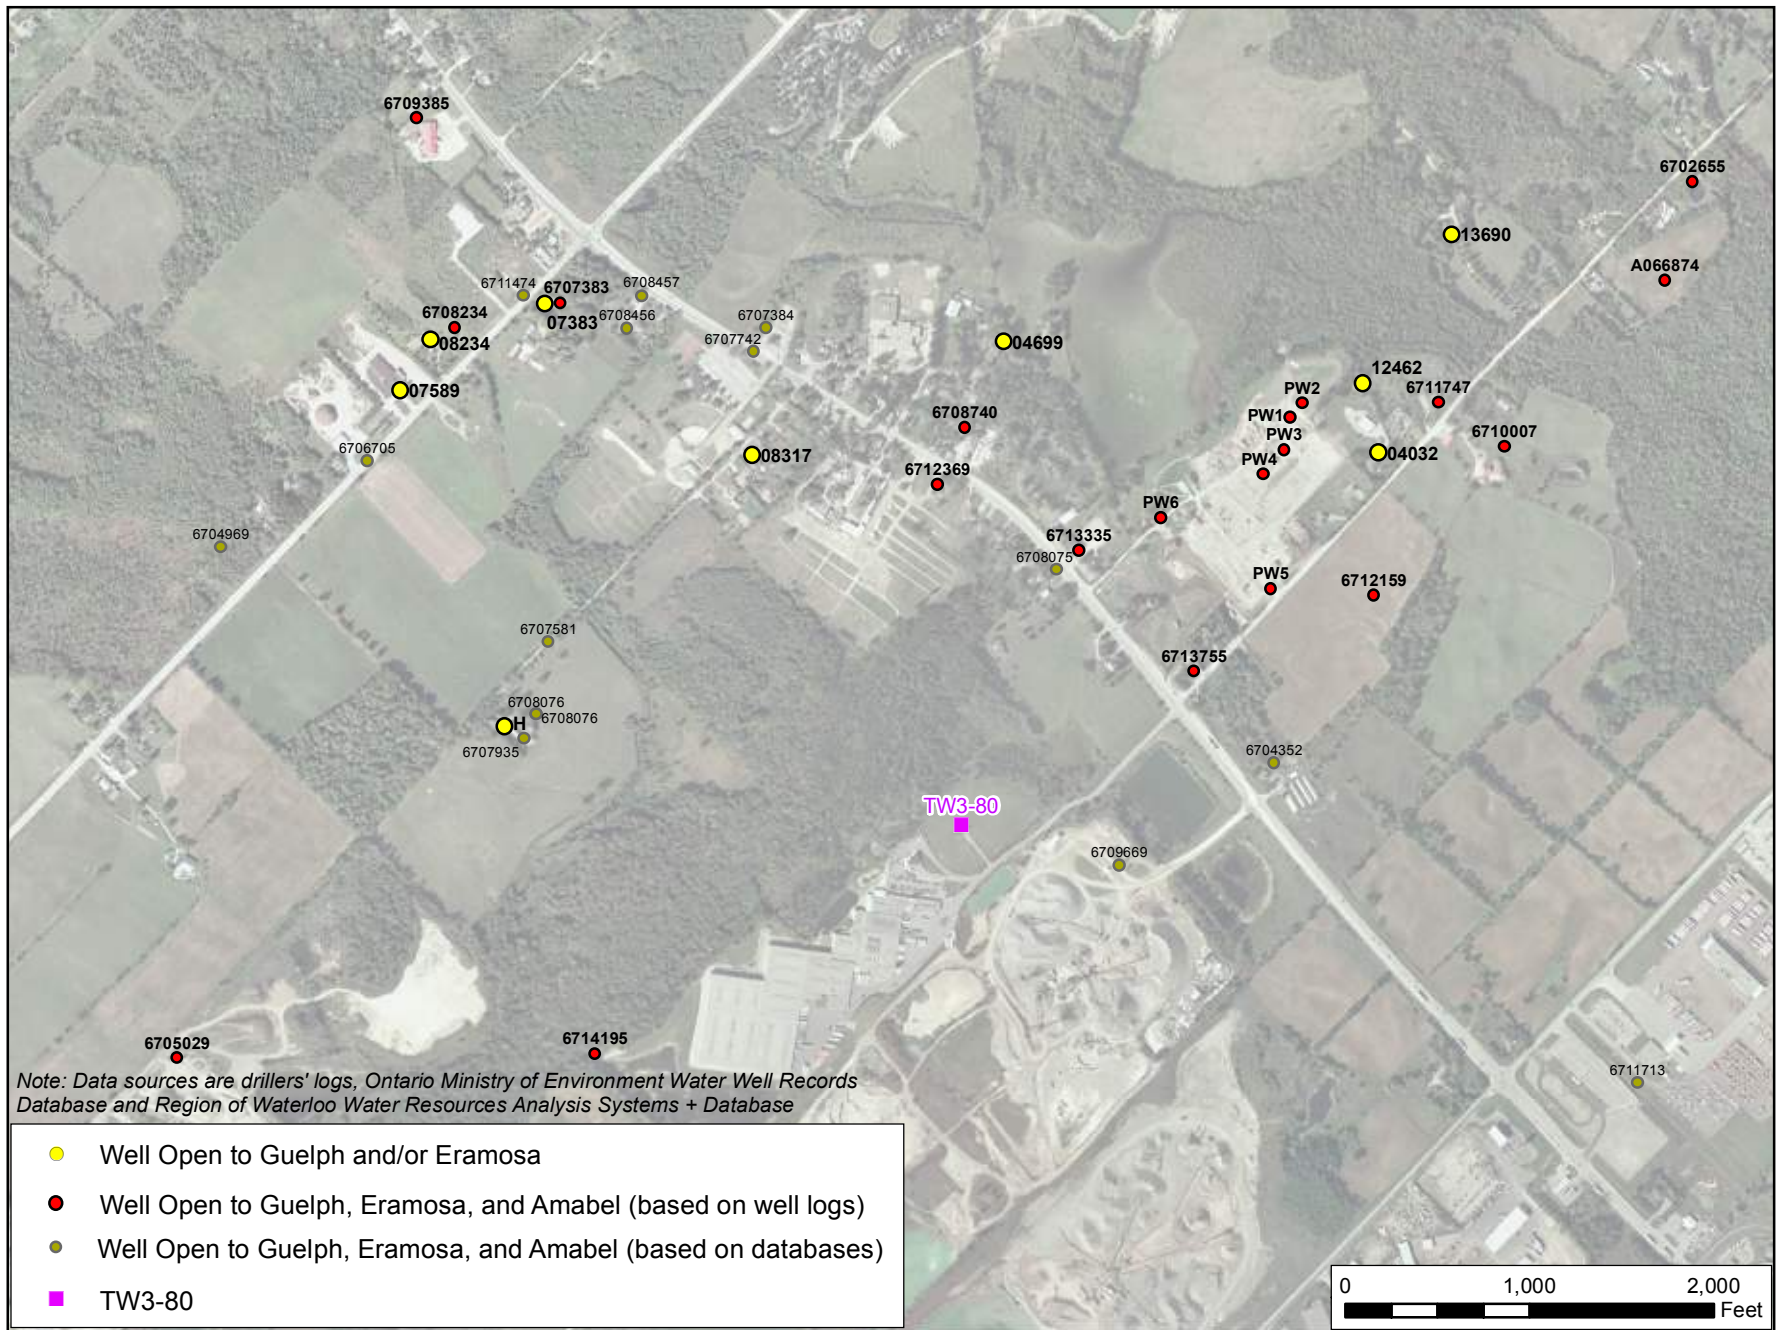 6709385
6702655
13690
A066874
6711474
6707383
6708457
07383
6708456
6708234
08234
6707384
6707742
04699
07589
12462
6711747
PW2
PW1
6708740
PW3
6710007
6706705
08317
PW4
04032
6712369
PW6
6704969
6713335
6708075
PW5
6712159
6707581
6713755
6708076
H
6708076
6707935
6704352
TW3-80
6709669
6705029
6714195
6711713
Note: Data sources are drillers' logs, Ontario Ministry of Environment Water Well Records
Database and Region of Waterloo Water Resources Analysis Systems + Database
Well Open to Guelph and/or Eramosa
Well Open to Guelph, Eramosa, and Amabel (based on well logs)
Well Open to Guelph, Eramosa, and Amabel (based on databases)
TW3-80
0 1,000 2,000
Feet